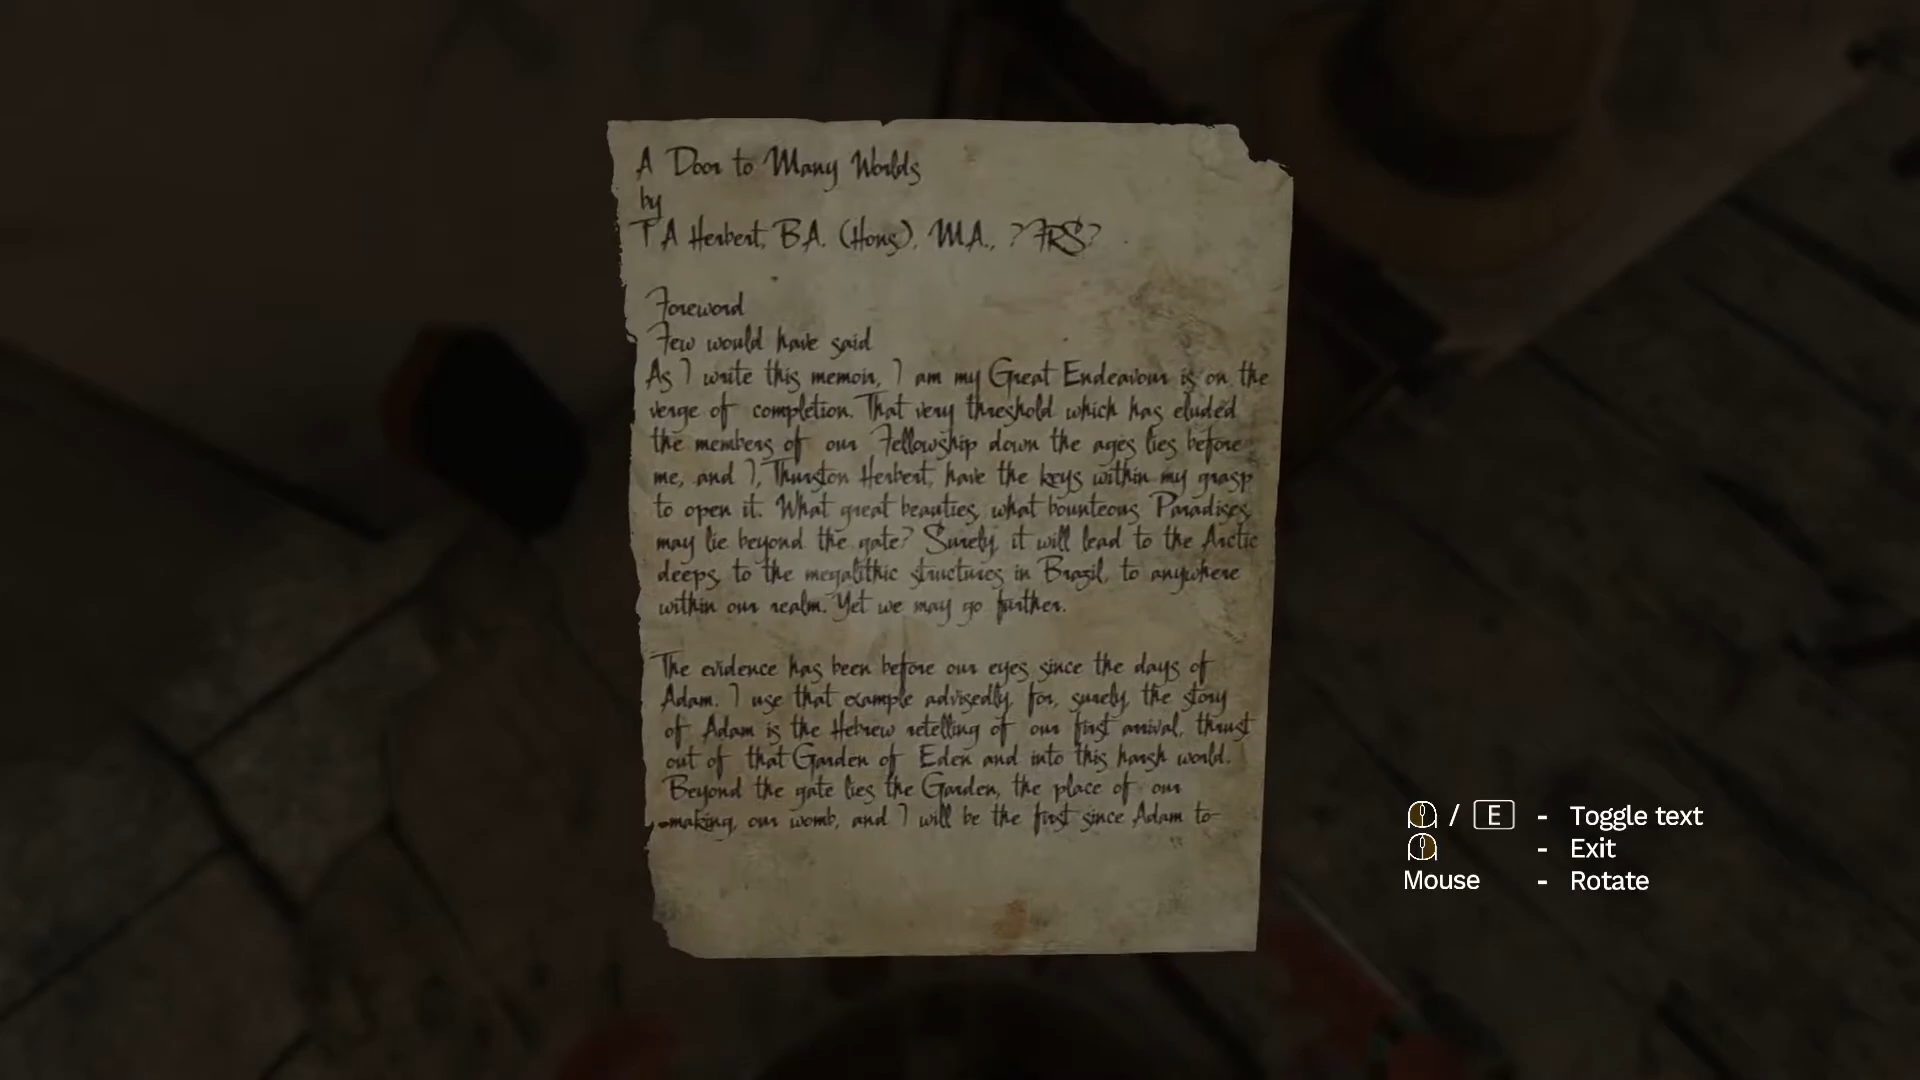 A Door to Many Worlds
by
T A Herbert, B.A. (Hons), M.A., ?FRS?
Foreword
Few would have said
As I write this memoir, I am my Great Endeavour is on the
verge of completion. That very threshold which has eluded
the members of our Fellowship down the ages lies before
me, and I, Thurston Herbert, have the keys within my grasp
to open it. What great beauties, what bounteous Paradises,
may lie beyond the gate? Surely, it will lead to the Arctic
deeps, to the megalithic structures in Brazil, to anywhere
within our realm. Yet we may go further.
The evidence has been before our eyes since the days of
Adam. I use that example advisedly, for, surely, the story
of Adam is the Hebrew retelling of our first arrival, thrust
out of that Garden of Eden and into this harsh world.
Beyond the gate lies the Garden, the place of our
making, our womb, and I will be the first since Adam to-
/ E - Toggle text
- Exit
Mouse - Rotate